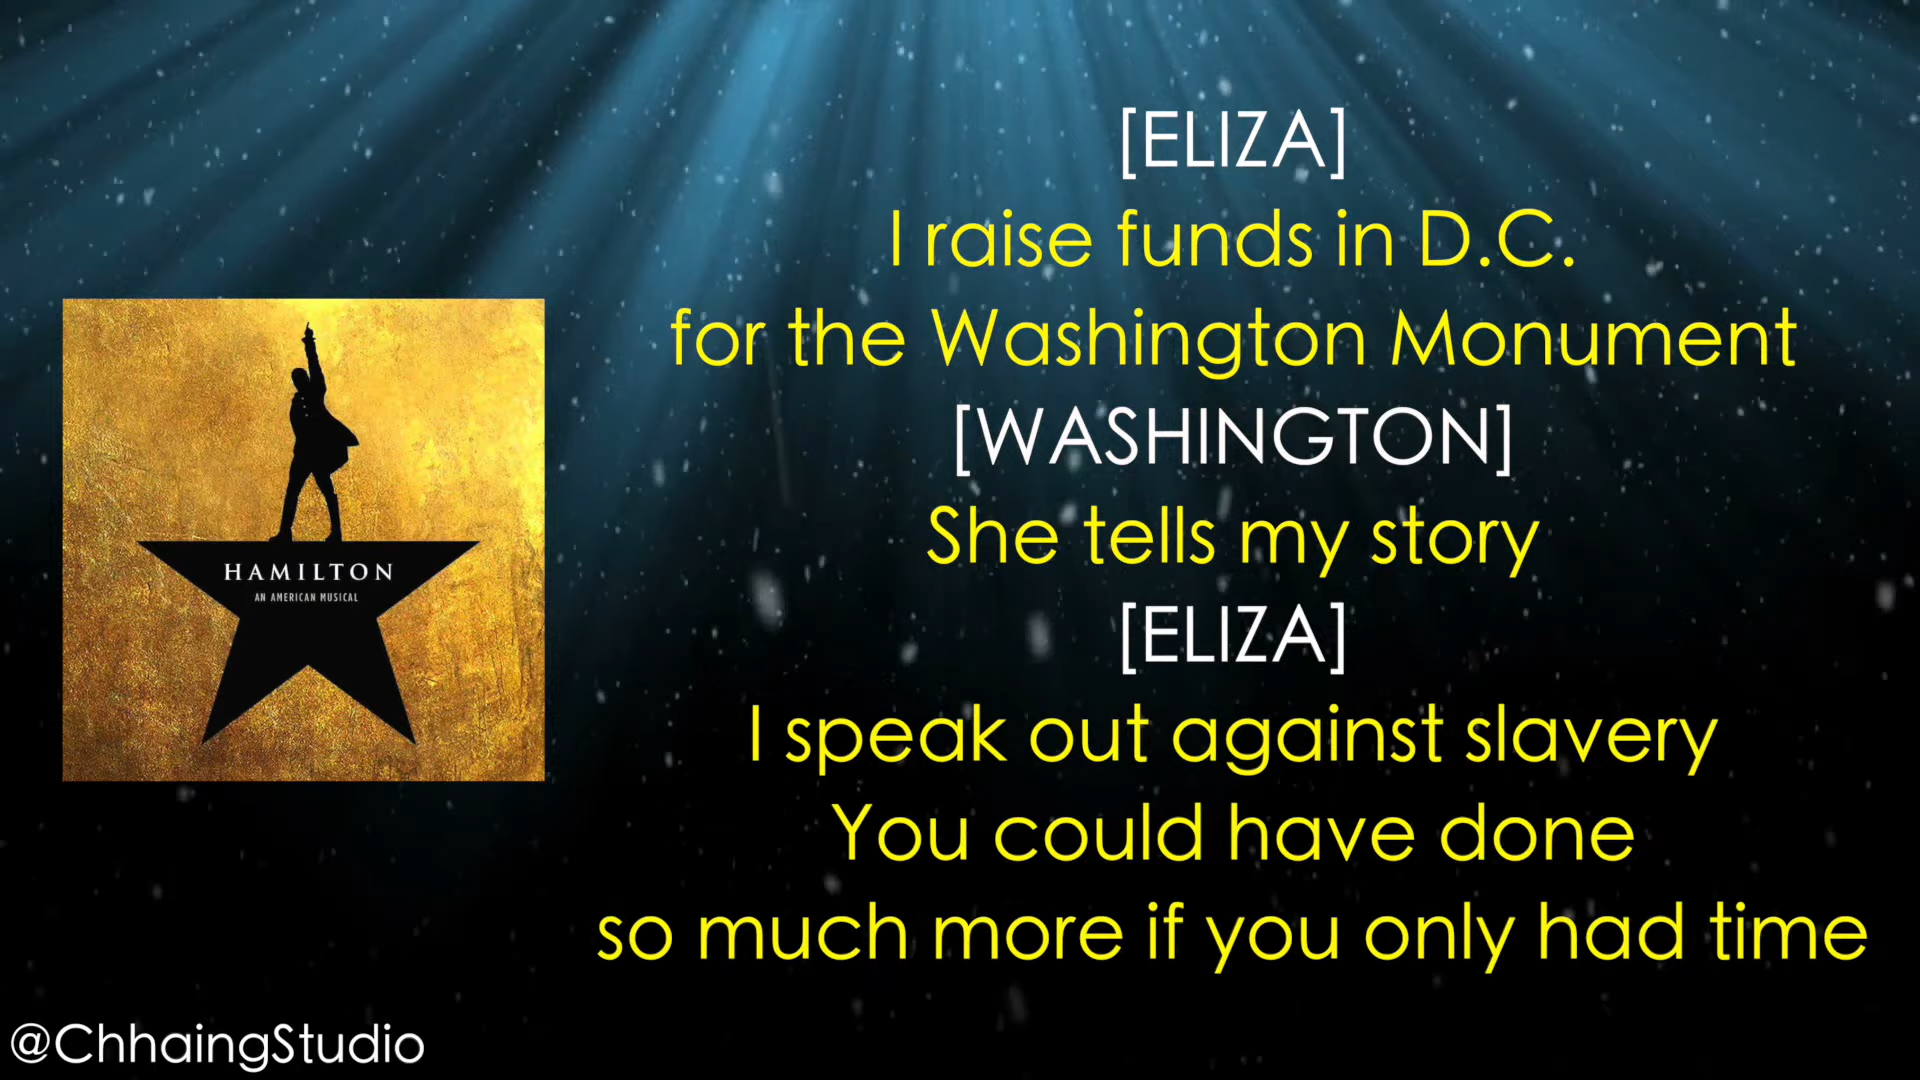 [ELIZA]
I raise funds in D.C.
for the Washington Monument
[WASHINGTON]
She tells my story
[ELIZA]
I speak out against slavery
You could have done
so much more if you only had time
HAMILTON
AN AMERICAN MUSICAL
@ChhaingStudio